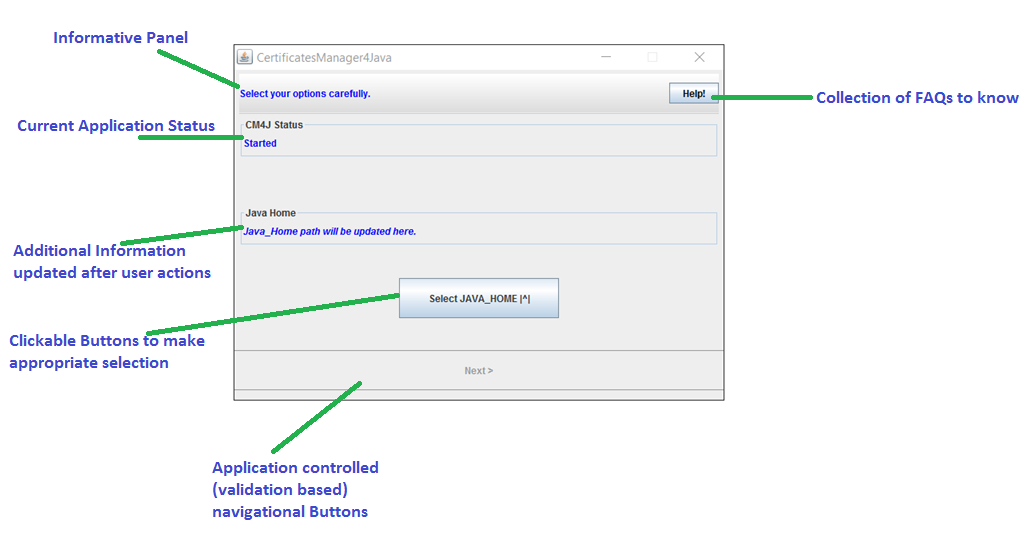 Informative Panel
CertificatesManager4Java
Select your options carefully.
Help!
Collection of FAQs to know
Current Application Status
CM4J Status
Started
Java Home
Java_Home path will be updated here.
Additional Information
updated after user actions
Select JAVA_HOME |^|
Clickable Buttons to make
appropriate selection
Next >
Application controlled
(validation based)
navigational Buttons